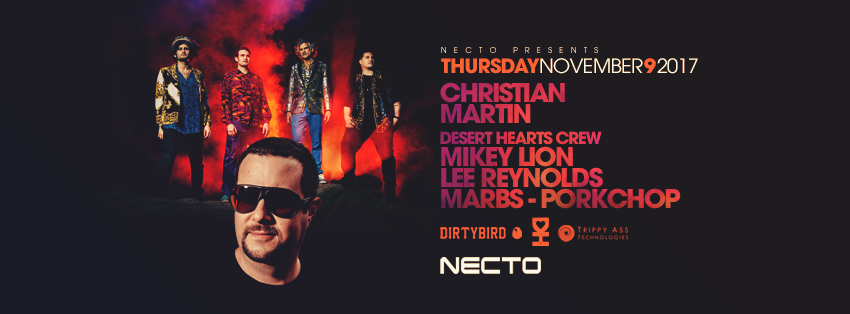 NECTO PRESENTS
THURSDAYNOVEMBER92017
CHRISTIAN
MARTIN
DESERT HEARTS CREW
MIKEY LION
LEE REYNOLDS
MARBS - PORKCHOP
DIRTYBIRD
HK
TRIPPY ASS
TECHNOLOGIES
NECTO